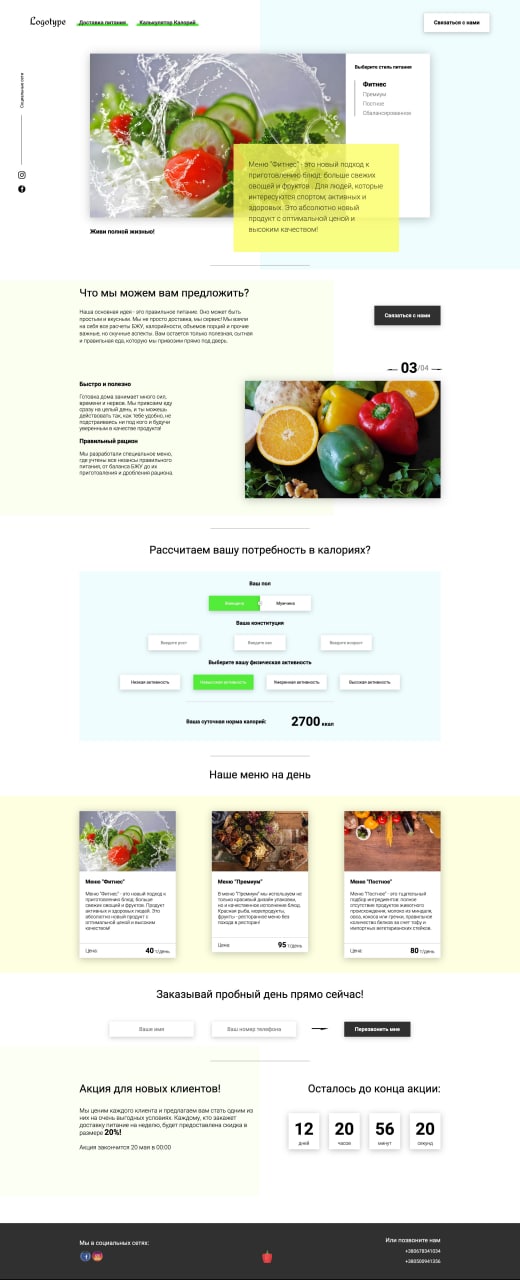 Logotype
Доставка питания
Калькулятор Калорий
Связаться с нами
Социальные сети
Выберите стиль питания
Фитнес
Премиум
Постное
Сбалансированное
Меню "Фитнес" - это новый подход к
приготовлению блюд: больше свежих
овощей и фруктов . Для людей, которые
интересуются спортом; активных и
здоровых. Это абсолютно новый
продукт с оптимальной ценой и
высоким качеством!
Живи полной жизнью!
Что мы можем вам предложить?
Наша основная идея - это правильное питание. Оно может быть
простым и вкусным. Мы не просто доставка, мы сервис! Мы взяли
на себя все расчеты БЖУ, калорийности, объемов порций и прочие
важные, но скучные аспекты. Вам остается только полезная, сытная
и правильная еда, которую мы привозим прямо под дверь.
Связаться с нами
03/04
Быстро и полезно
Готовка дома занимает много сил,
времени и нервов. Мы привозим еду
сразу на целый день, и ты можешь
действовать так, как тебе удобно, не
подстраиваясь ни под кого и будучи
уверенным в качестве продукта!
Правильный рацион
Мы разработали специальное меню,
где учтены все нюансы правильного
питания, от баланса БЖУ до их
приготовления и дробления рациона.
Рассчитаем вашу потребность в калориях?
Ваш пол
Женщина
Мужчина
Ваша конституция
Введите рост
Введите вес
Введите возраст
Выберите вашу физическая активность
Низкая активность
Невысокая активность
Умеренная активность
Высокая активность
Ваша суточная норма калорий:
2700 ккал
Наше меню на день
Меню "Фитнес"
Меню "Фитнес" - это новый подход к
приготовлению блюд: больше
свежих овощей и фруктов. Продукт
активных и здоровых людей. Это
абсолютно новый продукт с
оптимальной ценой и высоким
качеством!
Цена:
40 г/день
Меню "Премиум"
В меню "Премиум" мы используем не
только красивый дизайн упаковки,
но и качественное исполнение блюд.
Красная рыба, морепродукты,
фрукты - ресторанное меню без
похода в ресторан!
Цена:
95 г/день
Меню "Постное"
Меню "Постное" - это тщательный
подбор ингредиентов: полное
отсутствие продуктов животного
происхождения, молоко из миндаля,
овса, кокоса или гречки, правильное
количество белков за счет тофу и
импортных вегетарианских стейков.
Цена:
80 г/день
Заказывай пробный день прямо сейчас!
Ваше имя
Ваш номер телефона
Перезвонить мне
Акция для новых клиентов!
Мы ценим каждого клиента и предлагаем вам стать одним из
них на очень выгодных условиях. Каждому, кто закажет
доставку питания на неделю, будет предоставлена скидка в
размере 20%!
Акция закончится 20 мая в 00:00
Осталось до конца акции:
12
дней
20
часов
56
минут
20
секунд
Мы в социальных сетях:
Или позвоните нам
+380678341034
+380509941356